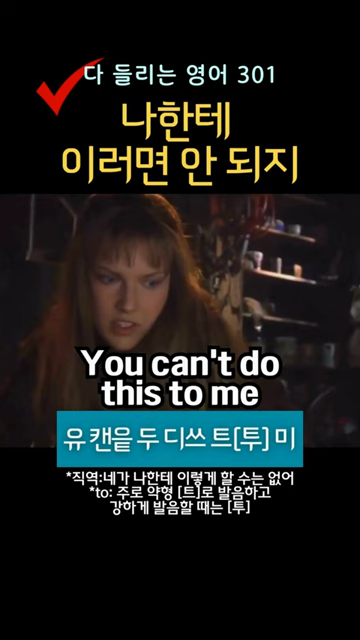 다 들리는 영어 301
나한테
이러면 안 되지
You can't do
this to me
유 캔읕 두 디쓰 트[투] 미
*직역:네가 나한테 이렇게 할 수는 없어
*to: 주로 약형 [트]로 발음하고
강하게 발음할 때는 [투]